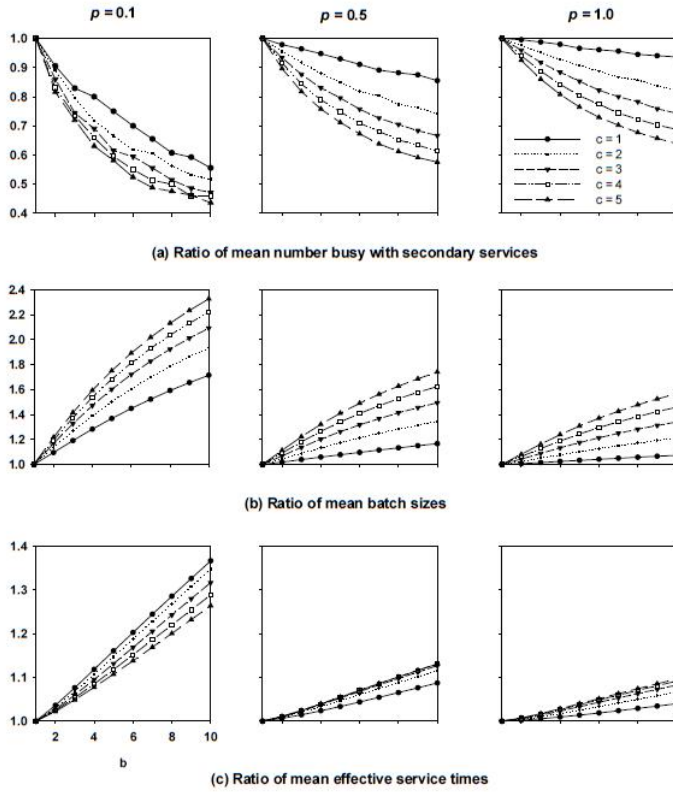 p = 0.1
p = 0.5
p = 1.0
1.0
0.9
0.8
0.7
0.6
0.5
0.4
c = 1
c = 2
c = 3
c = 4
c = 5
(a) Ratio of mean number busy with secondary services
2.4
2.2
2.0
1.8
1.6
1.4
1.2
1.0
(b) Ratio of mean batch sizes
1.4
1.3
1.2
1.1
1.0
2 4 6 8 10
b
(c) Ratio of mean effective service times